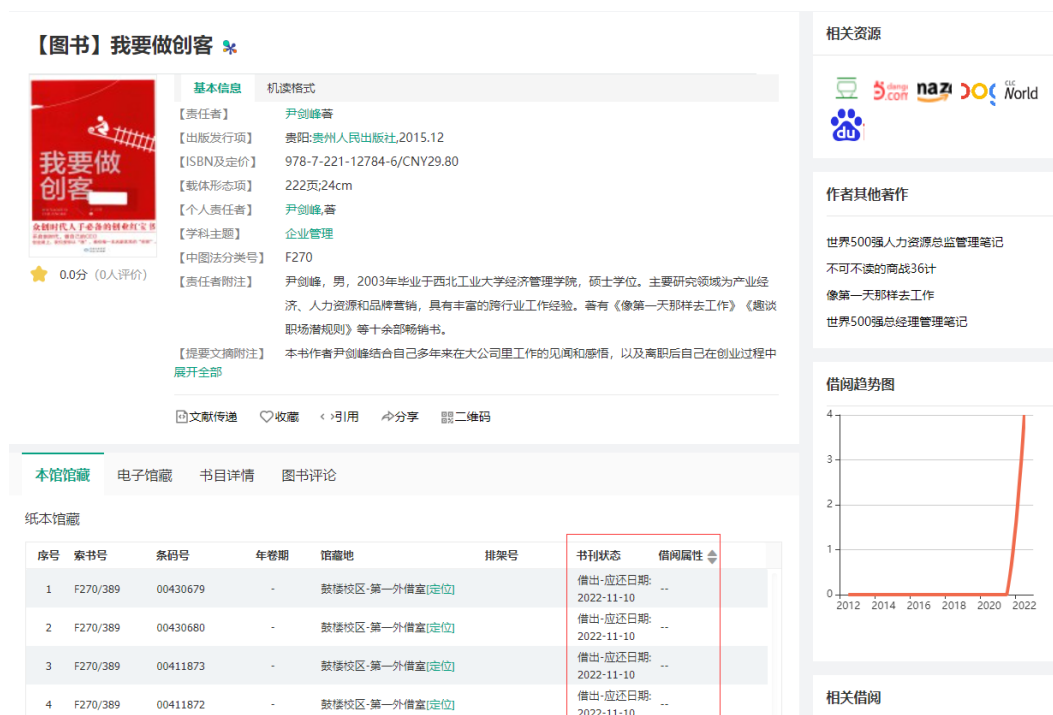 【图书】我要做创客
我要做
创客
众创时代人手必备的创业红宝书
0.0分（0人评价）
基本信息 机读格式
【责任者】 尹剑峰著
【出版发行项】 贵阳:贵州人民出版社,2015.12
【ISBN及定价】 978-7-221-12784-6/CNY29.80
【载体形态项】 222页;24cm
【个人责任者】 尹剑峰,著
【学科主题】 企业管理
【中图法分类号】 F270
【责任者附注】 尹剑峰，男，2003年毕业于西北工业大学经济管理学院，硕士学位。主要研究领域为产业经
济、人力资源和品牌营销，具有丰富的跨行业工作经验。著有《像第一天那样去工作》《趣谈
职场潜规则》等十余部畅销书。
【提要文摘附注】 本书作者尹剑峰结合自己多年来在大公司里工作的见闻和感悟，以及离职后自己在创业过程中
展开全部
文献传递 收藏 引用 分享 二维码
本馆馆藏 电子馆藏 书目详情 图书评论
纸本馆藏
序号 索书号 条码号 年卷期 馆藏地 排架号 书刊状态 借阅属性
1 F270/389 00430679 - 鼓楼校区-第一外借室[定位] 借出-应还日期: --
2022-11-10
2 F270/389 00430680 - 鼓楼校区-第一外借室[定位] 借出-应还日期: --
2022-11-10
3 F270/389 00411873 - 鼓楼校区-第一外借室[定位] 借出-应还日期: --
2022-11-10
4 F270/389 00411872 - 鼓楼校区-第一外借室[定位] 借出-应还日期: --
2022-11-10
相关资源
dang
.com
naz
CLC
World
du
作者其他著作
世界500强人力资源总监管理笔记
不可不读的商战36计
像第一天那样去工作
世界500强总经理管理笔记
借阅趋势图
4
3
2
1
0
2012 2014 2016 2018 2020 2022
相关借阅